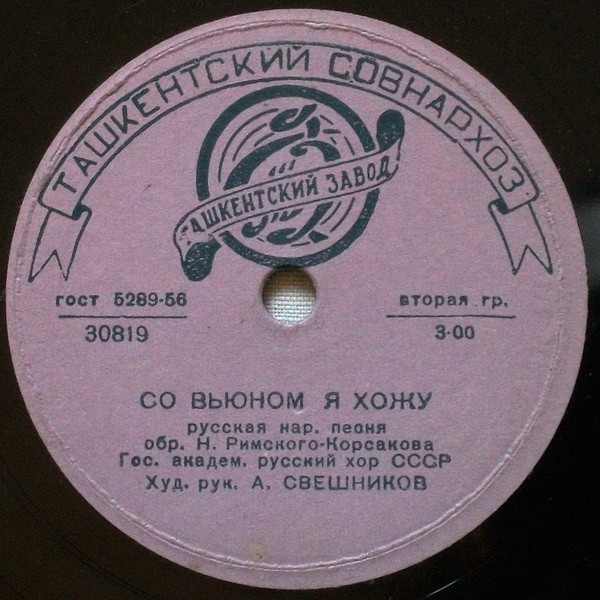 ТАШКЕНТСКИЙ СОВНАРХОЗ
ТАШКЕНТСКИЙ ЗАВОД
гост 5289-56
30819
вторая гр.
3-00
СО ВЬЮНОМ Я ХОЖУ
русская нар. песня
обр. Н. Римского-Корсакова
Гос. академ. русский хор СССР
Худ. рук. А. СВЕШНИКОВ